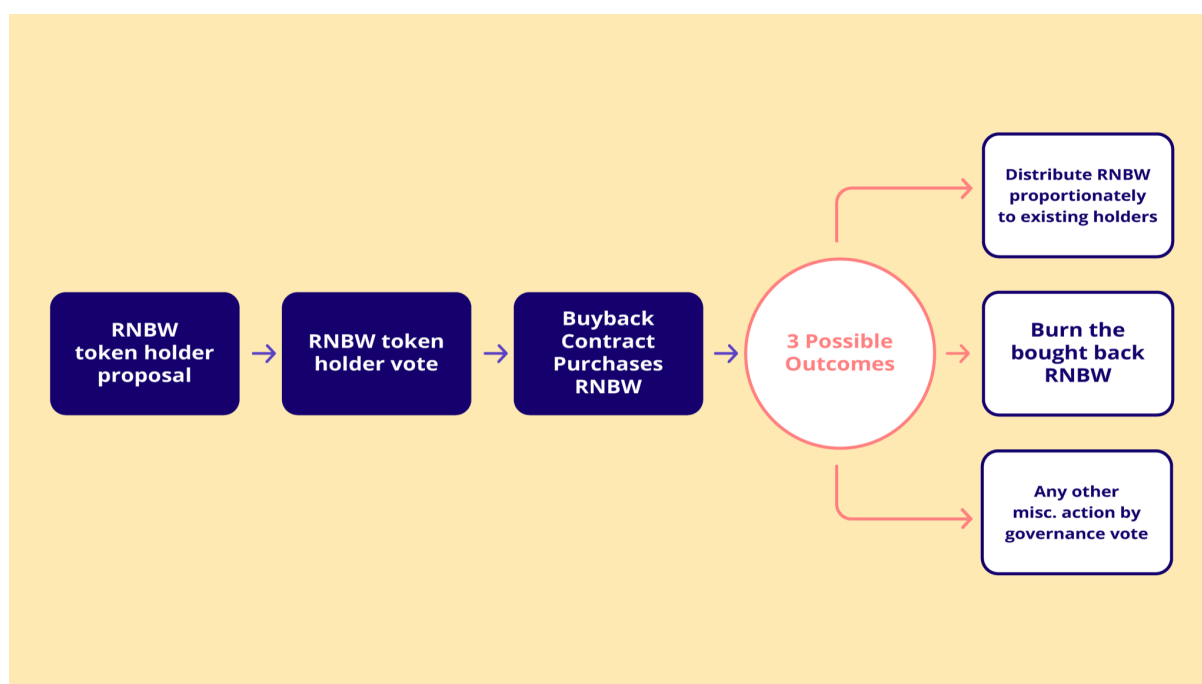 RNBW
token holder
proposal
RNBW token
holder vote
Buyback
Contract
Purchases
RNBW
3 Possible
Outcomes
Distribute RNBW
proportionately
to existing holders
Burn the
bought back
RNBW
Any other
misc. action by
governance vote